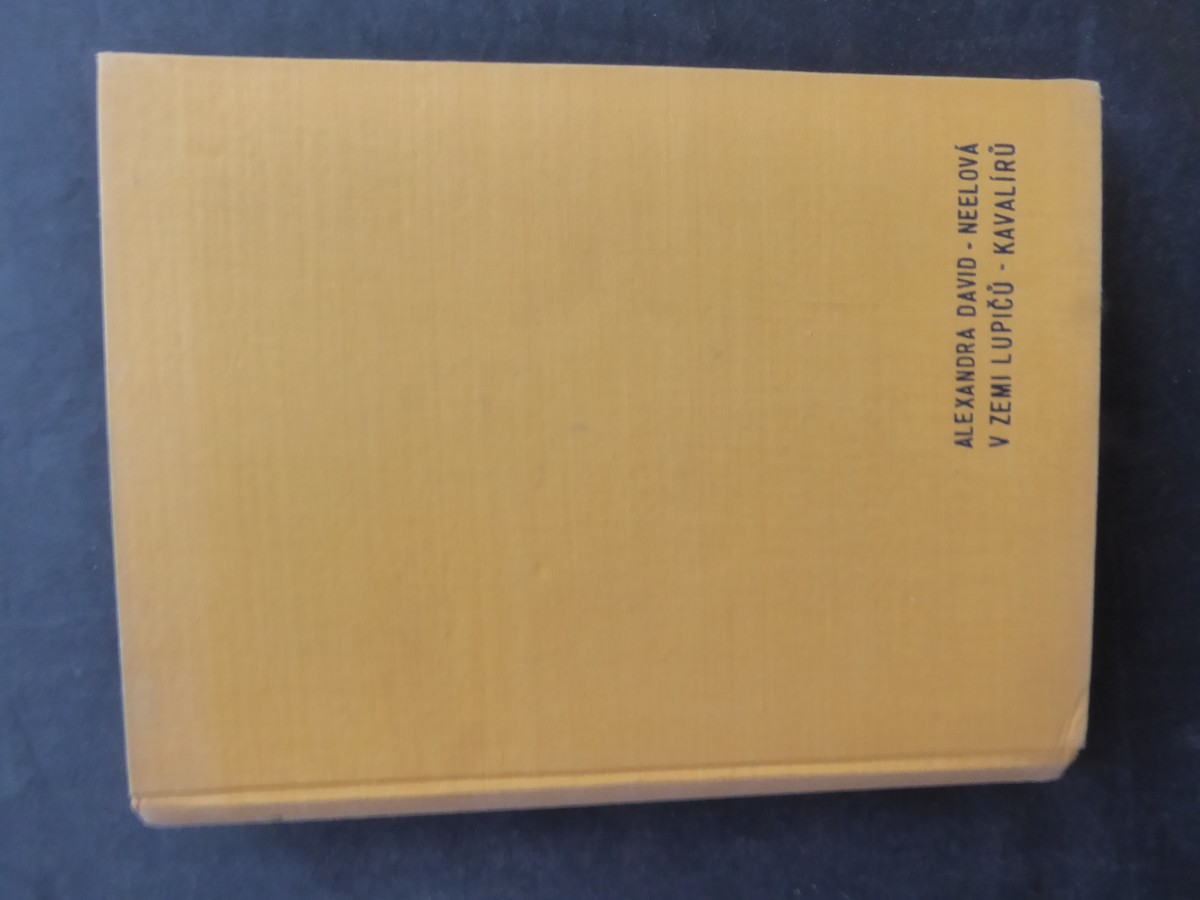 ALEXANDRA DAVID - NEELOVÁ
V ZEMI LUPIČŮ - KAVALÍRŮ